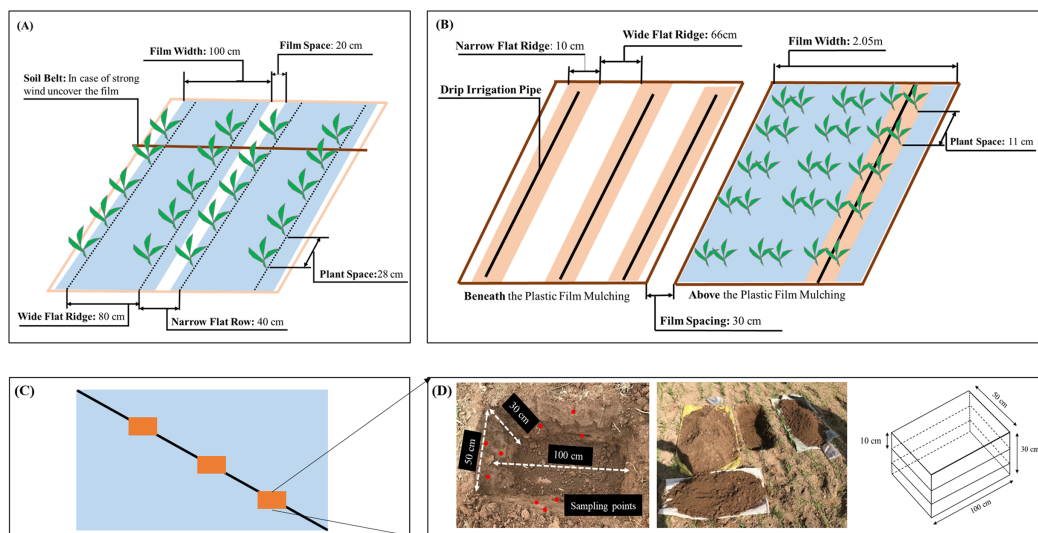 (A)
Film Width: 100 cm
Film Space: 20 cm
Soil Belt: In case of strong
wind uncover the film
Plant Space:28 cm
Wide Flat Ridge: 80 cm
Narrow Flat Row: 40 cm
(B)
Narrow Flat Ridge: 10 cm
Wide Flat Ridge: 66cm
Film Width: 2.05m
Drip Irrigation Pipe
Plant Space: 11 cm
Beneath the Plastic Film Mulching
Above the Plastic Film Mulching
Film Spacing: 30 cm
(C)
(D)
30 cm
50 cm
100 cm
Sampling points
50 cm
10 cm
30 cm
100 cm